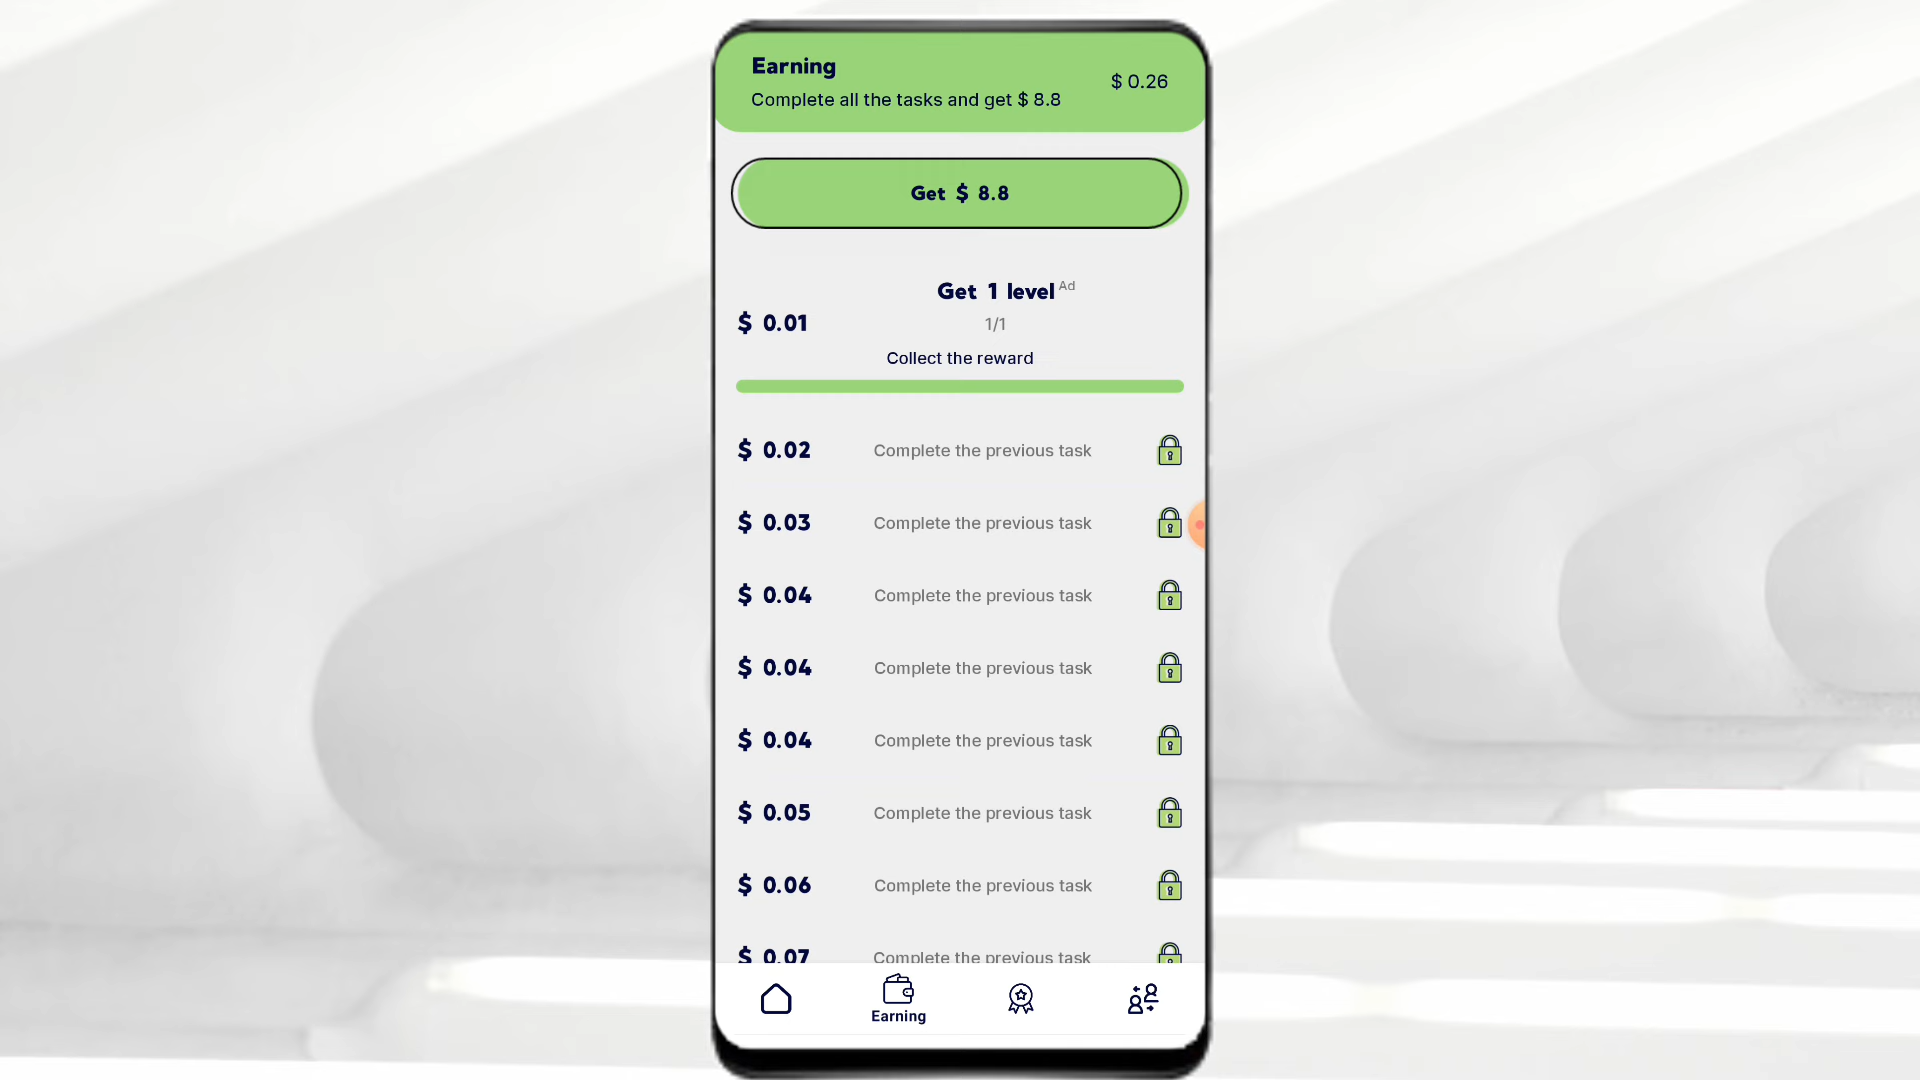 Earning
Complete all the tasks and get $ 8.8
$ 0.26
Get $ 8.8
Get 1 level Ad
$ 0.01
1/1
Collect the reward
$ 0.02 Complete the previous task
$ 0.03 Complete the previous task
$ 0.04 Complete the previous task
$ 0.04 Complete the previous task
$ 0.04 Complete the previous task
$ 0.05 Complete the previous task
$ 0.06 Complete the previous task
$ 0.07 Complete the previous task
Earning